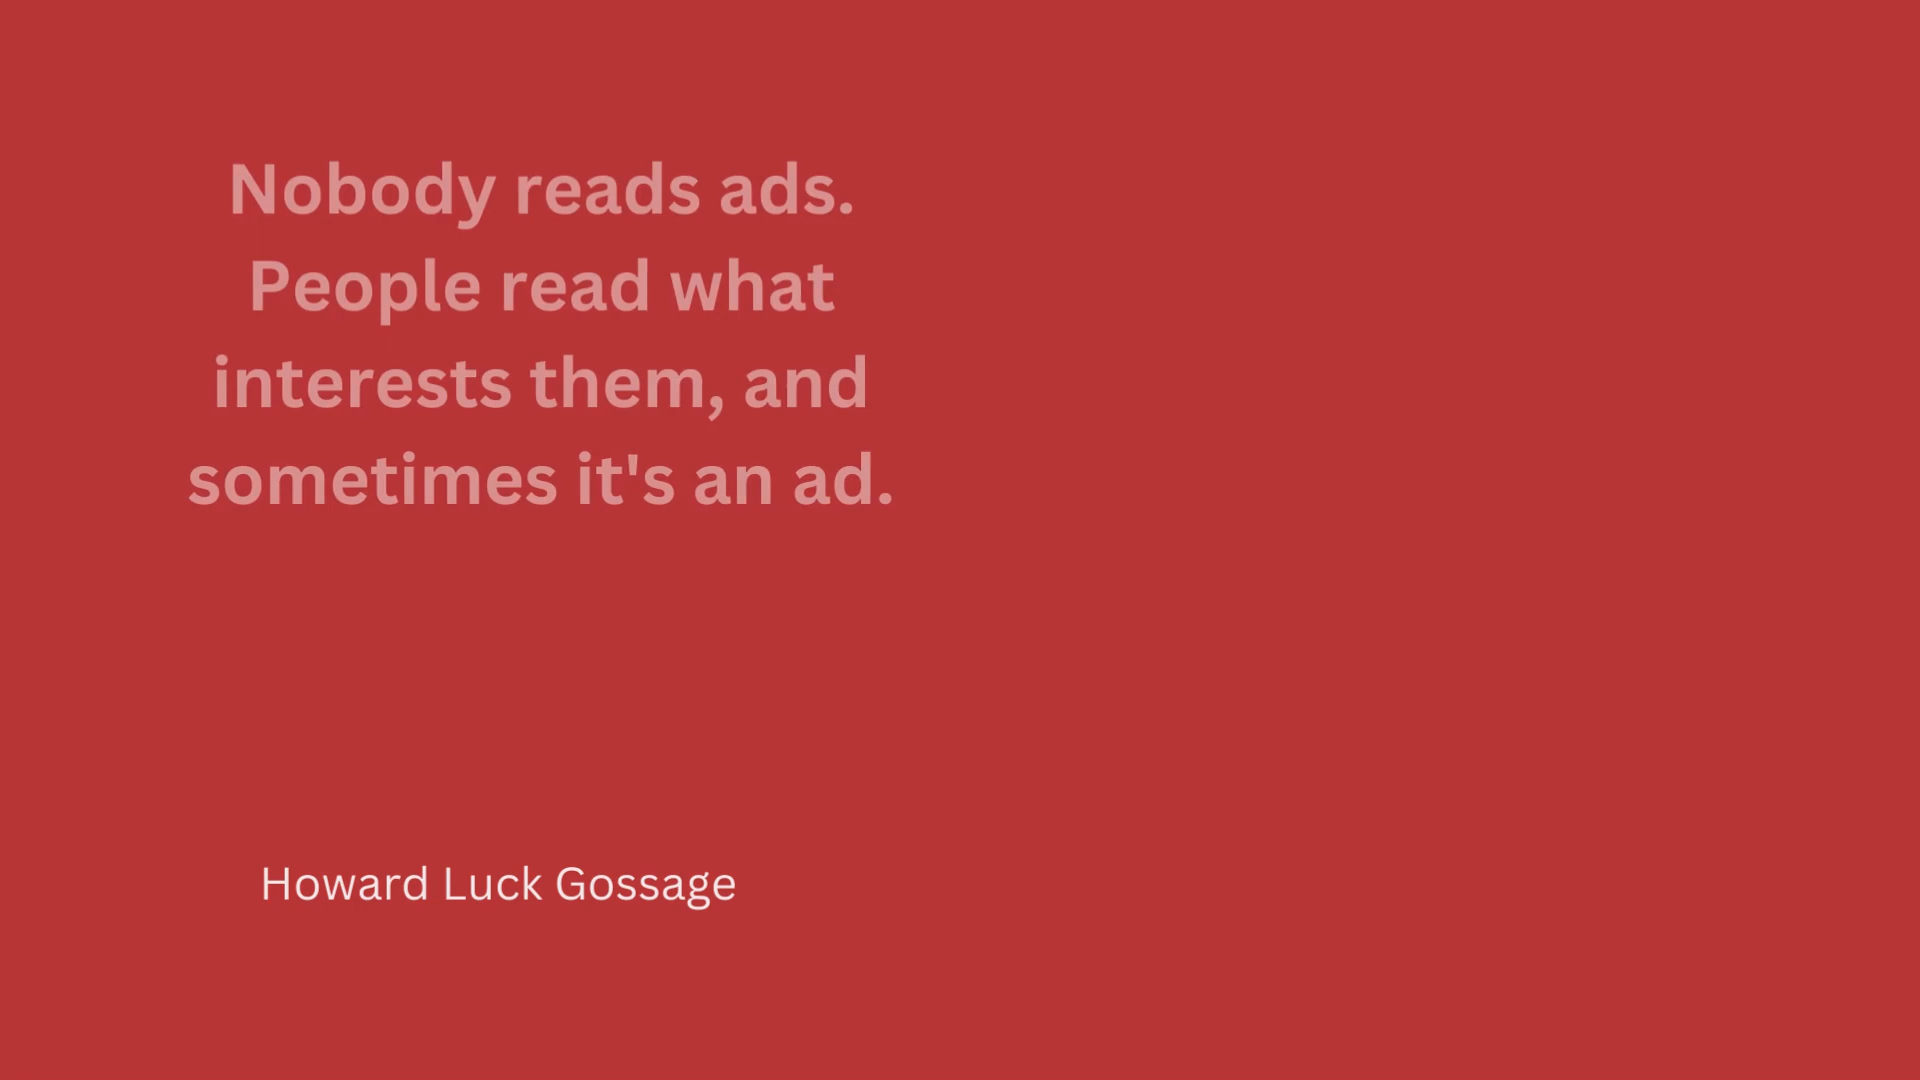 Nobody reads ads.
People read what
interests them, and
sometimes it's an ad.
Howard Luck Gossage